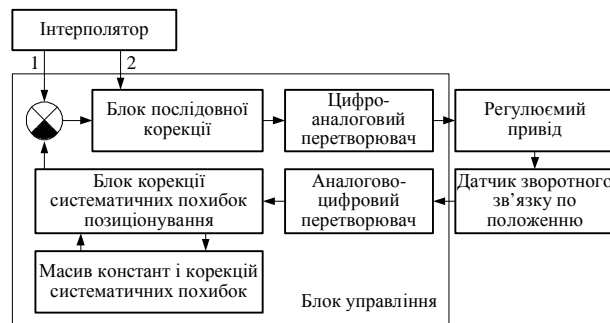 Інтерполятор
1
2
Блок послідовної
корекції
Цифро-
аналоговий
перетворювач
Регулюємий
привід
Блок корекції
систематичних похибок
позиціонування
Аналогово-
цифровий
перетворювач
Датчик зворотного
зв’язку по
положенню
Масив констант і корекцій
систематичних похибок
Блок управління